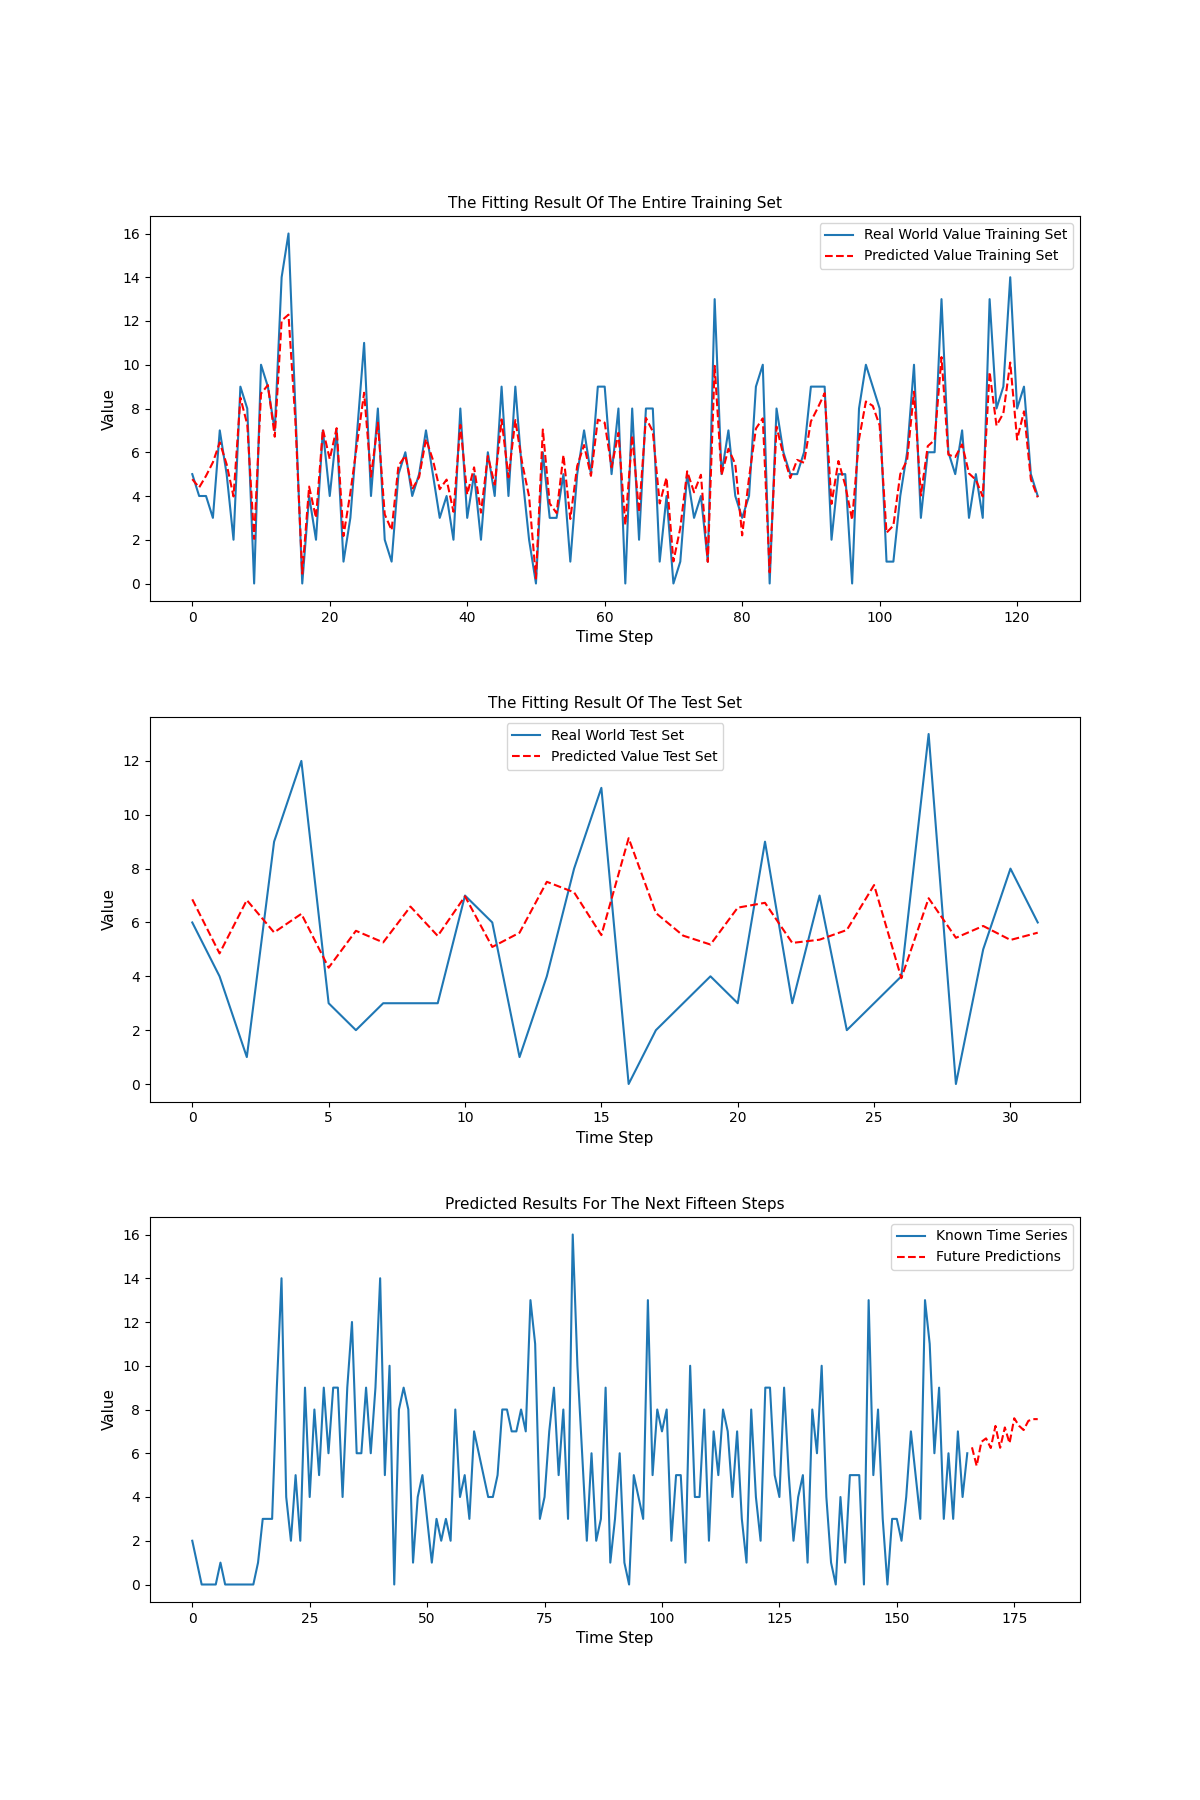 The Fitting Result Of The Entire Training Set
Real World Value Training Set
Predicted Value Training Set
Value
16
14
12
10
8
6
4
2
0
0 20 40 60 80 100 120
Time Step
The Fitting Result Of The Test Set
Real World Test Set
Predicted Value Test Set
Value
12
10
8
6
4
2
0
0 5 10 15 20 25 30
Time Step
Predicted Results For The Next Fifteen Steps
Known Time Series
Future Predictions
Value
16
14
12
10
8
6
4
2
0
0 25 50 75 100 125 150 175
Time Step